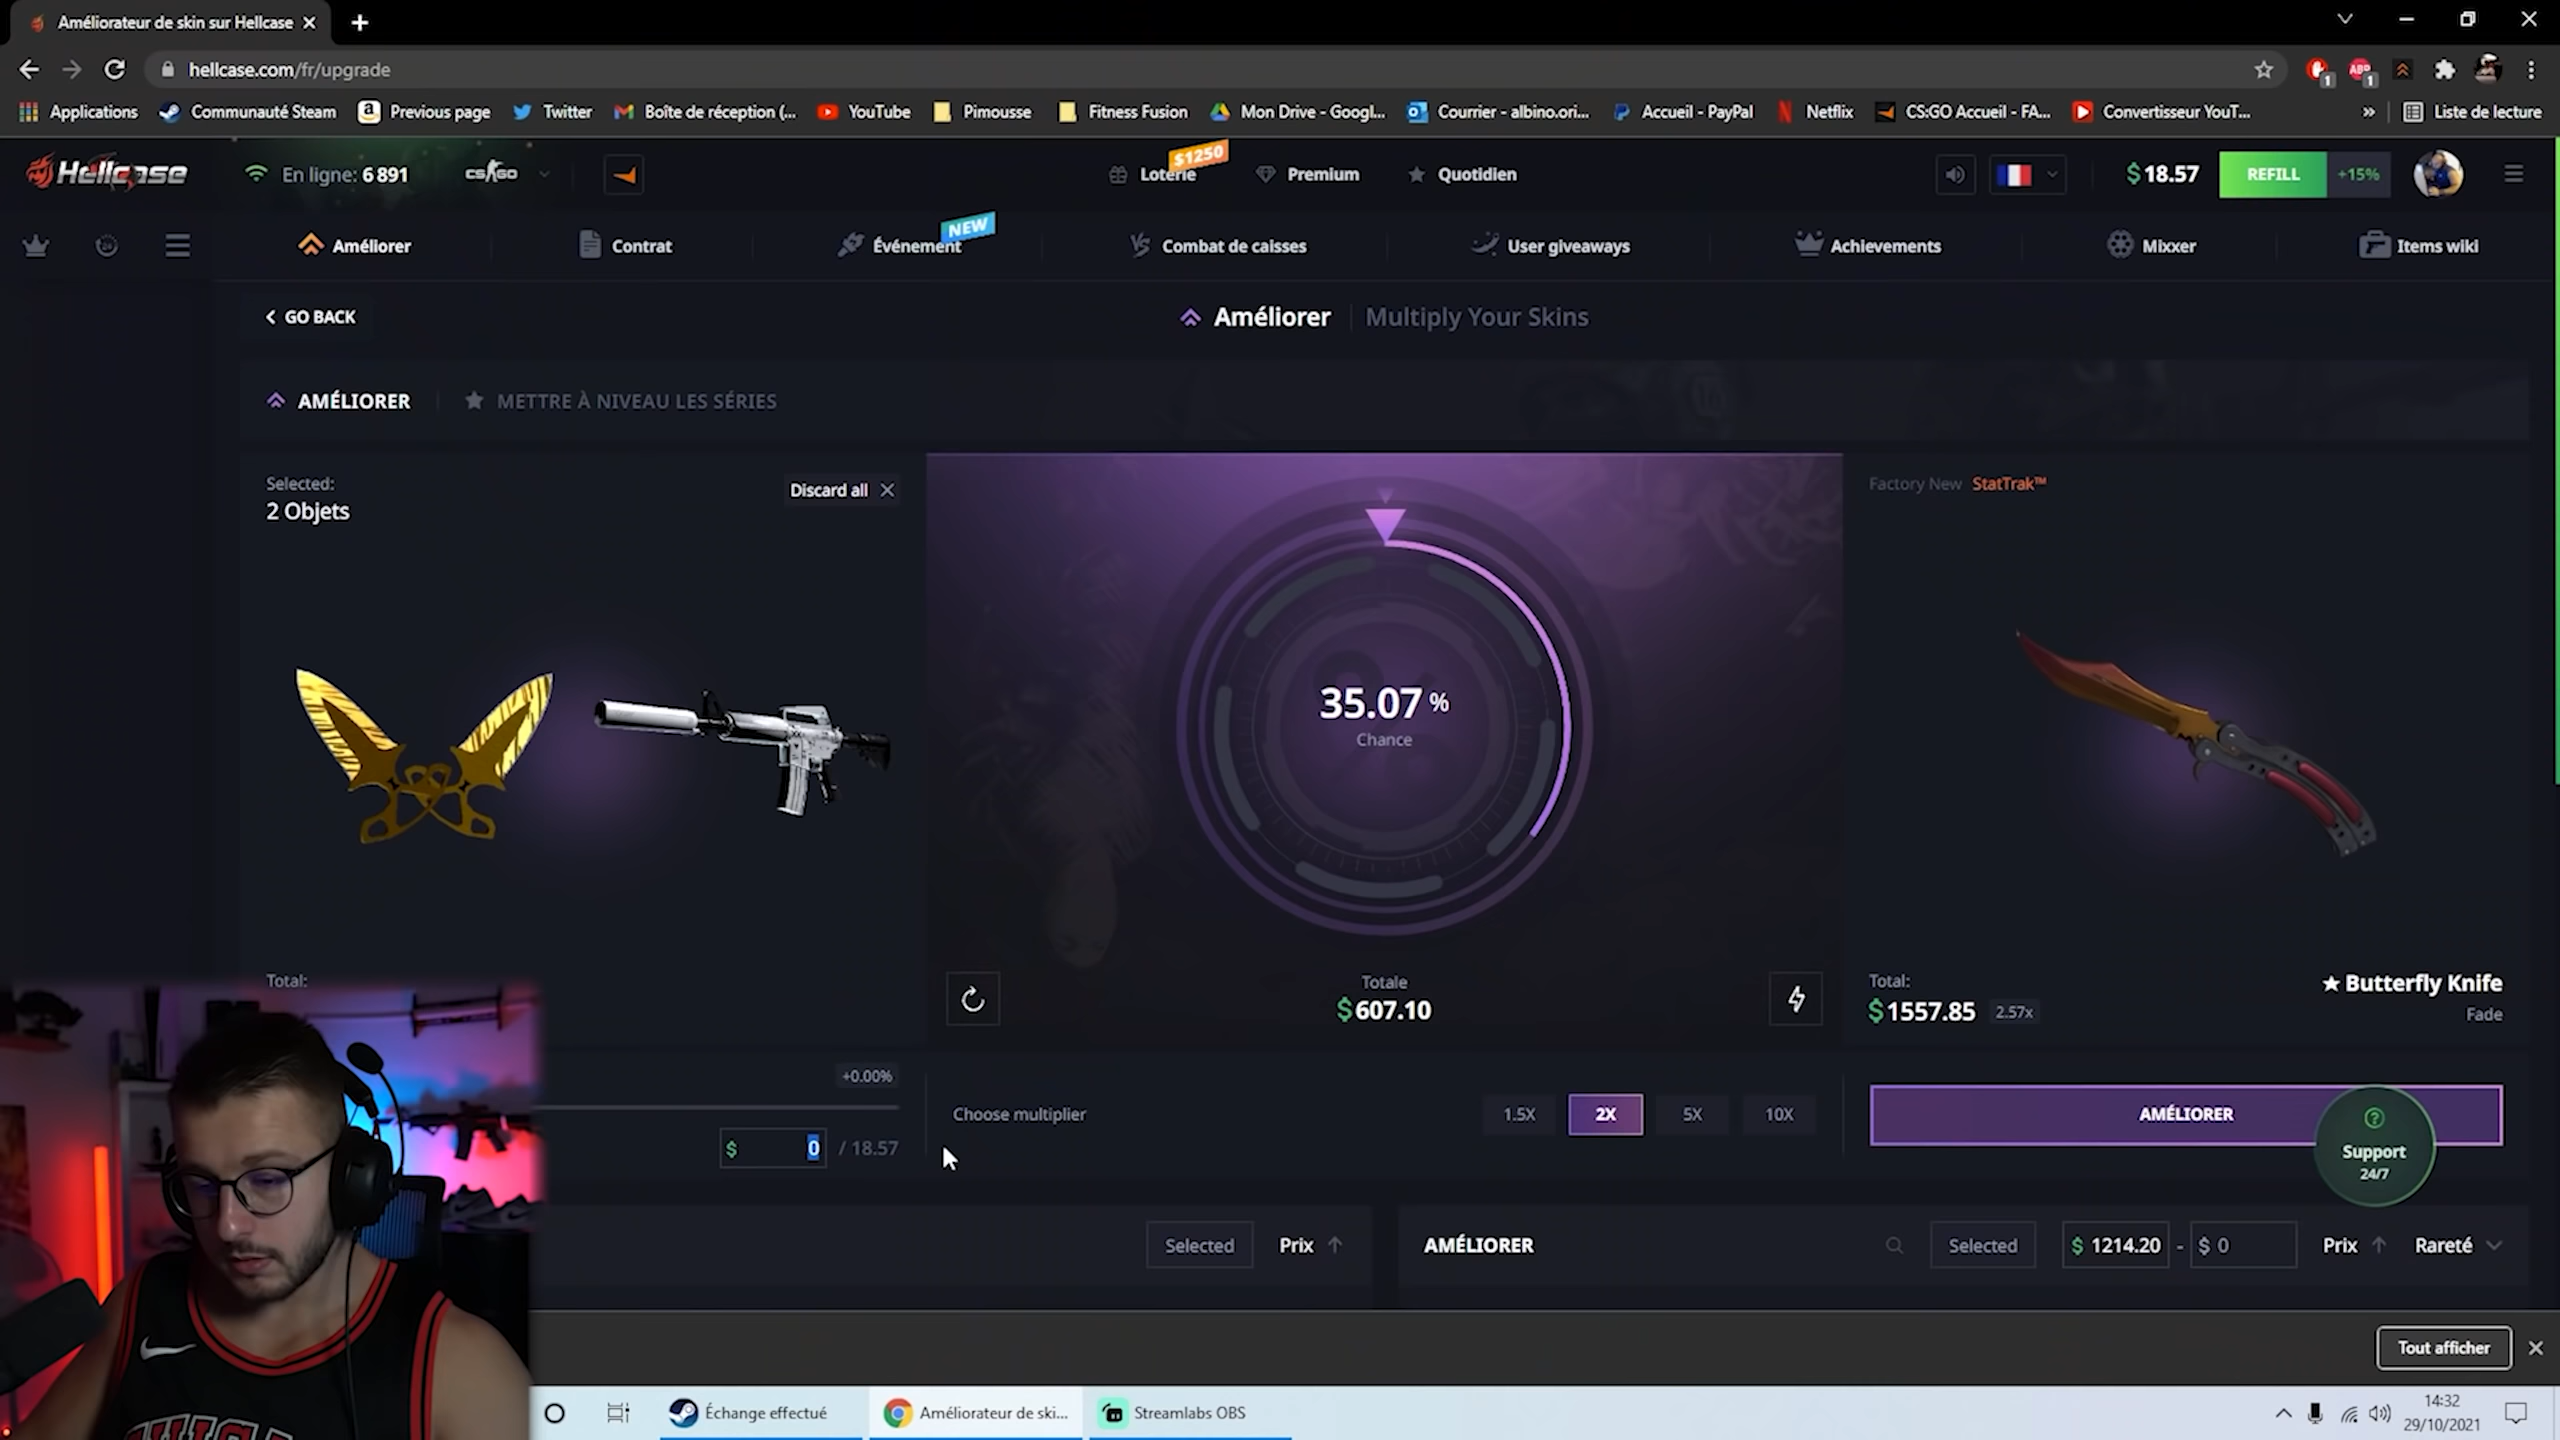 Améliorateur de skin sur Hellcase
hellcase.com/fr/upgrade
1
ABP
1
Applications
Communauté Steam
Previous page
Twitter
Boîte de réception (...
YouTube
Pimousse
Fitness Fusion
Mon Drive - Googl...
Courrier - albino.ori...
Accueil - PayPal
Netflix
CS:GO Accueil - FA...
Convertisseur YouT...
»
Liste de lecture
Hellcase
En ligne: 6 891
CS:GO
$1250
Loterie
Premium
Quotidien
$ 18.57
REFILL
+15%
24
Améliorer
Contrat
NEW
Événement
VS
Combat de caisses
User giveaways
Achievements
Mixxer
Items wiki
GO BACK
Améliorer
Multiply Your Skins
AMÉLIORER
METTRE À NIVEAU LES SÉRIES
Selected:
2 Objets
Discard all
Factory New StatTrak™
35.07 %
Chance
Total:
Totale
$607.10
Total:
$1557.85
2.57x
★ Butterfly Knife
Fade
+0.00%
$ 0 / 18.57
Choose multiplier
1.5X
2X
5X
10X
AMÉLIORER
Support
24/7
Selected
Prix
AMÉLIORER
Selected
$ 1214.20 - $ 0
Prix
Rareté
Tout afficher
Échange effectué
Améliorateur de ski...
Streamlabs OBS
14:32
29/10/2021